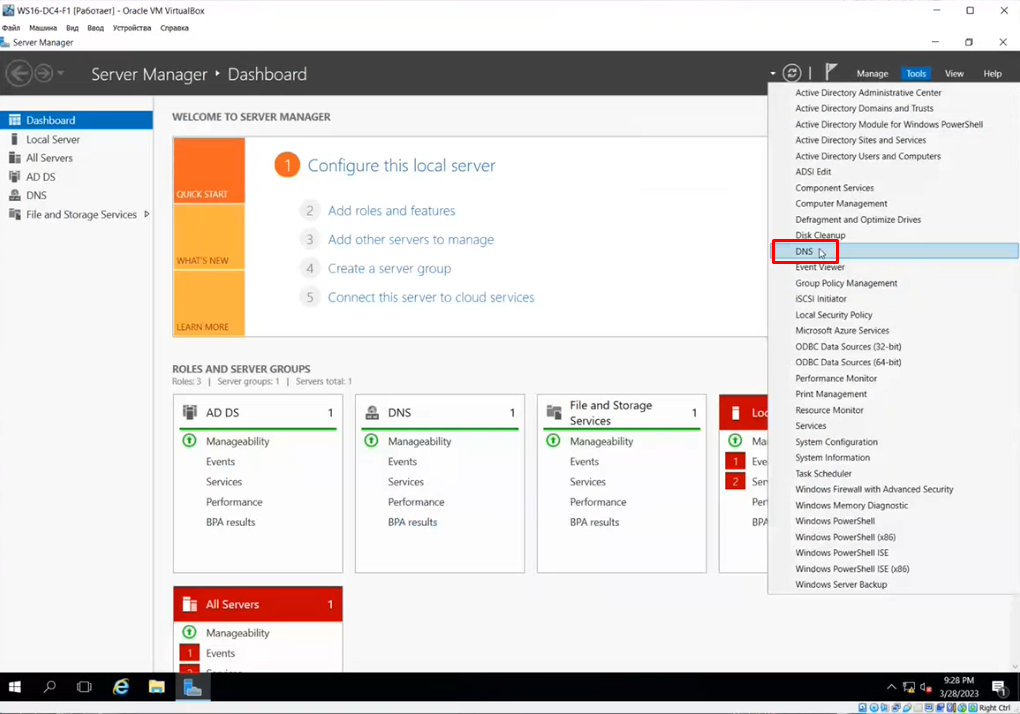 WS16-DC4-F1 [Работает] - Oracle VM VirtualBox
Файл Машина Вид Ввод Устройства Справка
Server Manager
Server Manager • Dashboard
Manage Tools View Help
Dashboard
Local Server
All Servers
AD DS
DNS
File and Storage Services
WELCOME TO SERVER MANAGER
QUICK START
WHAT'S NEW
LEARN MORE
1 Configure this local server
2 Add roles and features
3 Add other servers to manage
4 Create a server group
5 Connect this server to cloud services
ROLES AND SERVER GROUPS
Roles: 3 | Server groups: 1 | Servers total: 1
AD DS 1
Manageability
Events
Services
Performance
BPA results
DNS 1
Manageability
Events
Services
Performance
BPA results
File and Storage
Services 1
Manageability
Events
Services
Performance
BPA results
Loc
Ma
1 Eve
2 Ser
Per
BPA
All Servers 1
Manageability
1 Events
2 Services
Active Directory Administrative Center
Active Directory Domains and Trusts
Active Directory Module for Windows PowerShell
Active Directory Sites and Services
Active Directory Users and Computers
ADSI Edit
Component Services
Computer Management
Defragment and Optimize Drives
Disk Cleanup
DNS
Event Viewer
Group Policy Management
iSCSI Initiator
Local Security Policy
Microsoft Azure Services
ODBC Data Sources (32-bit)
ODBC Data Sources (64-bit)
Performance Monitor
Print Management
Resource Monitor
Services
System Configuration
System Information
Task Scheduler
Windows Firewall with Advanced Security
Windows Memory Diagnostic
Windows PowerShell
Windows PowerShell (x86)
Windows PowerShell ISE
Windows PowerShell ISE (x86)
Windows Server Backup
9:28 PM
3/28/2023
1
Right Ctrl